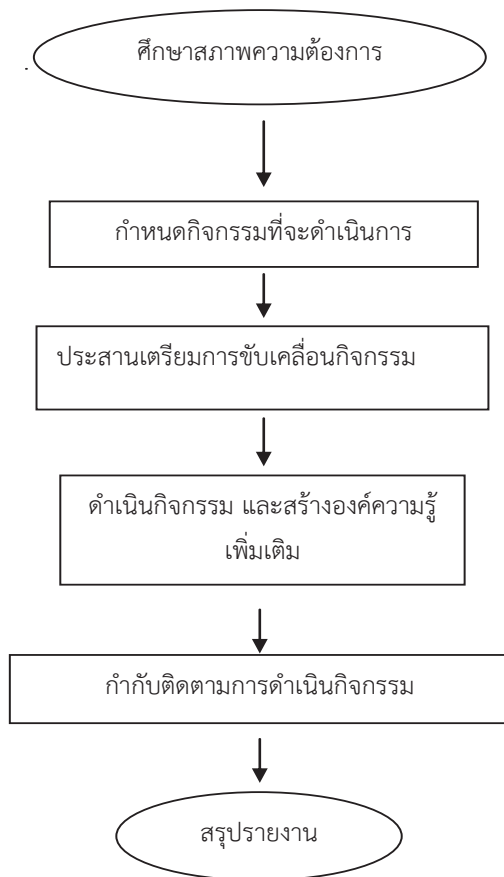 ศึกษาสภาพความต้องการ
กำหนดกิจกรรมที่จะดำเนินการ
ประสานเตรียมการขับเคลื่อนกิจกรรม
ดำเนินกิจกรรม และสร้างองค์ความรู้
เพิ่มเติม
กำกับติดตามการดำเนินกิจกรรม
สรุปรายงาน